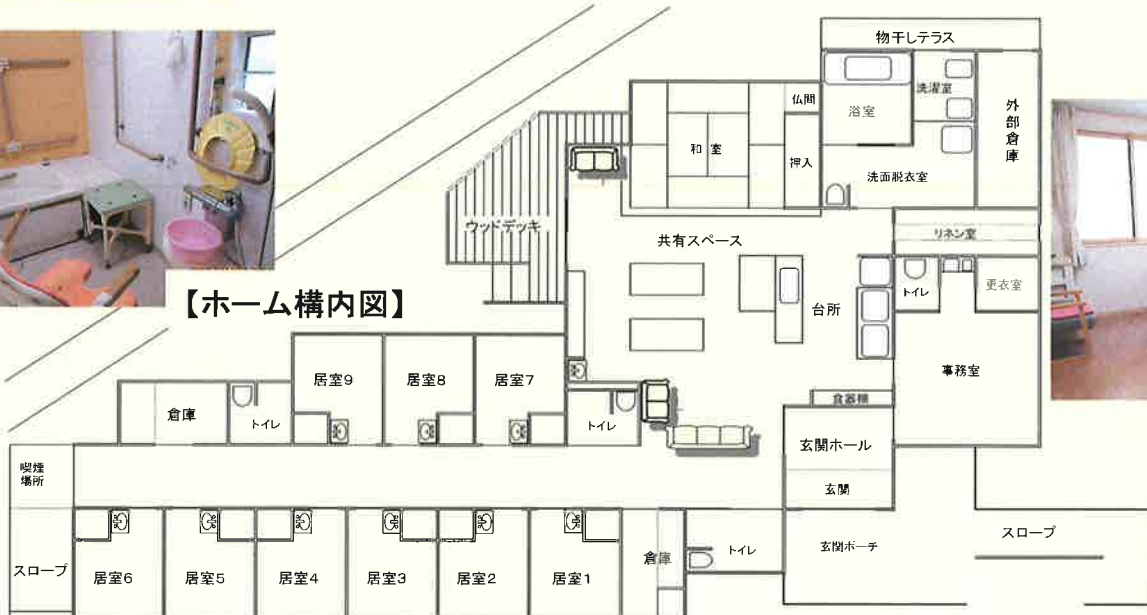 物干しテラス
浴室
洗濯室
外部倉庫
仏間
和室
押入
洗面脱衣室
ウッドデッキ
共有スペース
リネン室
トイレ
更衣室
【ホーム構内図】
台所
事務室
居室9
居室8
居室7
食器棚
倉庫
トイレ
トイレ
玄関ホール
喫煙
場所
玄関
スロープ
居室6
居室5
居室4
居室3
居室2
居室1
倉庫
トイレ
玄関ポーチ
スロープ